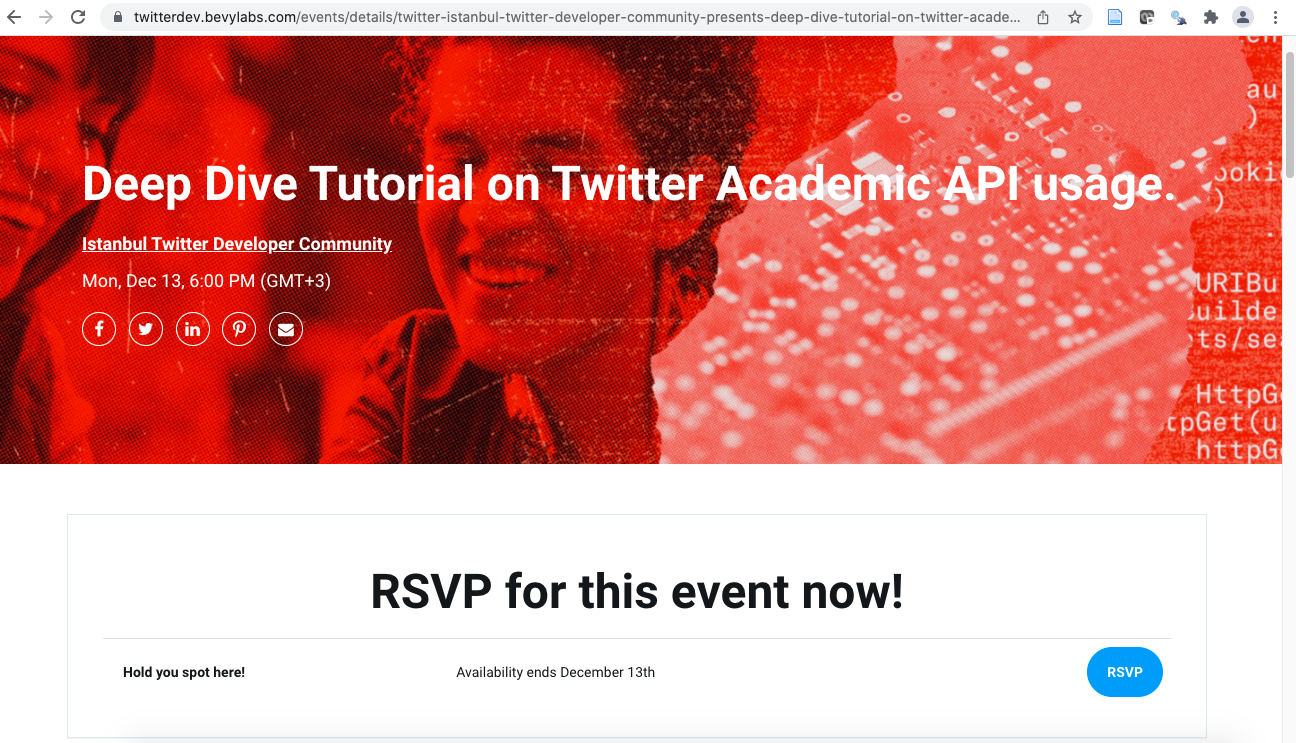 twitterdev.bevylabs.com/events/details/twitter-istanbul-twitter-developer-community-presents-deep-dive-tutorial-on-twitter-acade...
au
)
ooki
)
Deep Dive Tutorial on Twitter Academic API usage.
Istanbul Twitter Developer Community
Mon, Dec 13, 6:00 PM (GMT+3)
URIBu
uilde
ts/sea
HttpG
tpGet(u
httpG
RSVP for this event now!
Hold you spot here!
Availability ends December 13th
RSVP